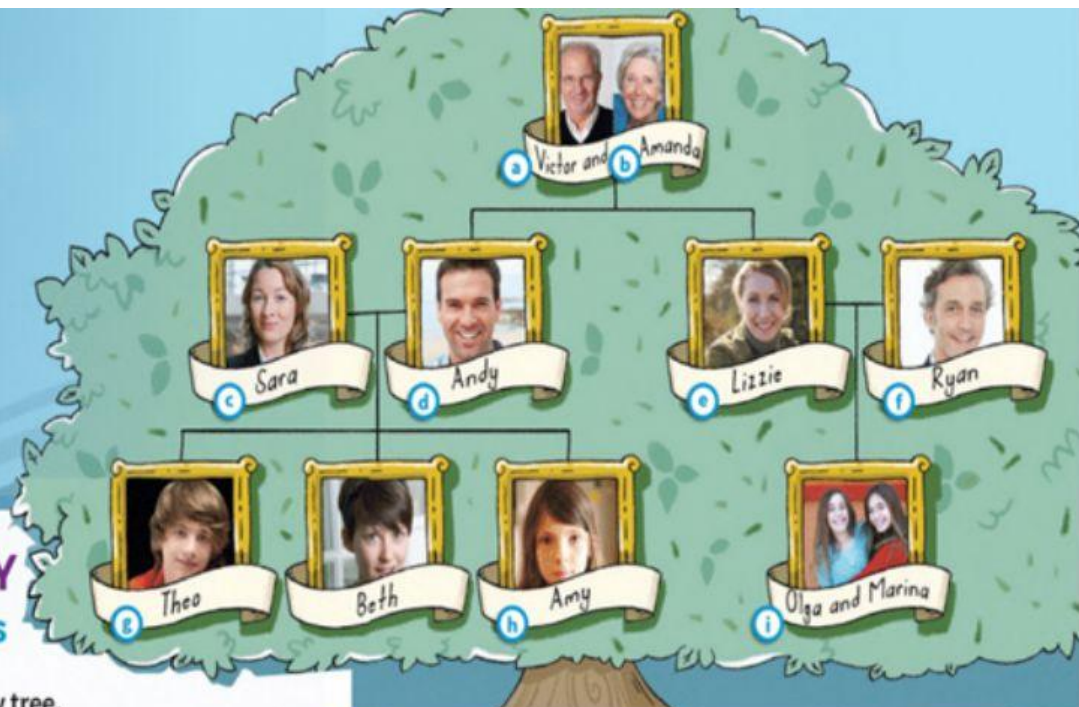 a Victor and b Amanda
c Sara
d Andy
e Lizzie
f Ryan
g Theo
Beth
h Amy
i Olga and Marina
Y
s
tree.